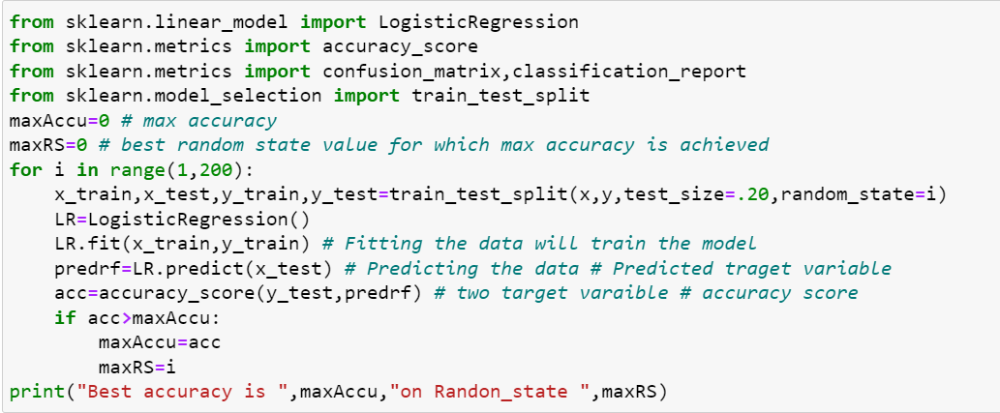 from sklearn.linear_model import LogisticRegression
from sklearn.metrics import accuracy_score
from sklearn.metrics import confusion_matrix,classification_report
from sklearn.model_selection import train_test_split
maxAccu=0 # max accuracy
maxRS=0 # best random state value for which max accuracy is achieved
for i in range(1,200):
    x_train,x_test,y_train,y_test=train_test_split(x,y,test_size=.20,random_state=i)
    LR=LogisticRegression()
    LR.fit(x_train,y_train) # Fitting the data will train the model
    predrf=LR.predict(x_test) # Predicting the data # Predicted traget variable
    acc=accuracy_score(y_test,predrf) # two target varaible # accuracy score
    if acc>maxAccu:
        maxAccu=acc
        maxRS=i
print("Best accuracy is ",maxAccu,"on Randon_state ",maxRS)